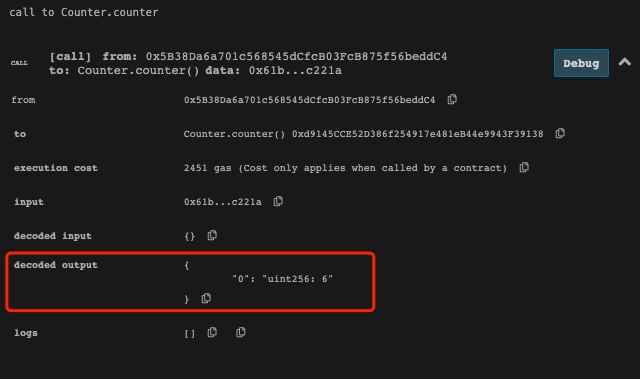 call to Counter.counter
CALL [call] from: 0x5B38Da6a701c568545dCfcB03FcB875f56beddC4
to: Counter.counter() data: 0x61b...c221a
Debug
from 0x5B38Da6a701c568545dCfcB03FcB875f56beddC4
to Counter.counter() 0xd9145CCE52D386f254917e481eB44e9943F39138
execution cost 2451 gas (Cost only applies when called by a contract)
input 0x61b...c221a
decoded input {}
decoded output {
"0": "uint256: 6"
}
logs []